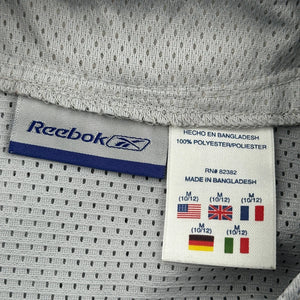 Reebok
HECHO EN BANGLADESH
100% POLYESTER/POLIESTER
RN# 82382
MADE IN BANGLADESH
M M M
(10/12) (10/12) (10/12)
M M
(10/12) (10/12)